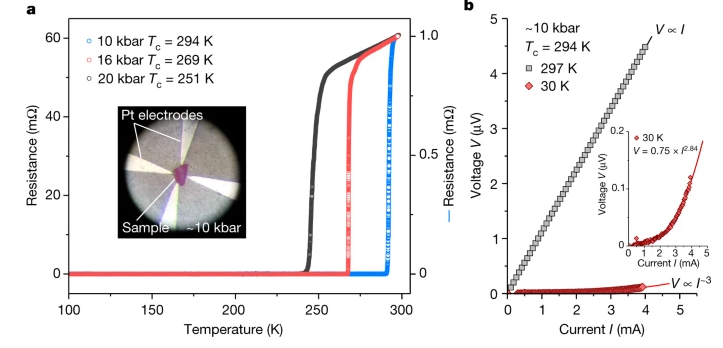 a
60
40
20
0
Resistance (mΩ)
10 kbar Tc = 294 K
16 kbar Tc = 269 K
20 kbar Tc = 251 K
Pt electrodes
Sample
~10 kbar
1.0
0.5
0
Resistance (mΩ)
100
150
200
250
300
Temperature (K)
b
5
4
3
2
1
0
Voltage V (μV)
~10 kbar
Tc = 294 K
297 K
30 K
V ∝ I
0.2
0.1
0
Voltage V (μV)
30 K
V = 0.75 × I^2.84
0 1 2 3 4 5
Current I (mA)
V ∝ I^~3
0 1 2 3 4 5
Current I (mA)